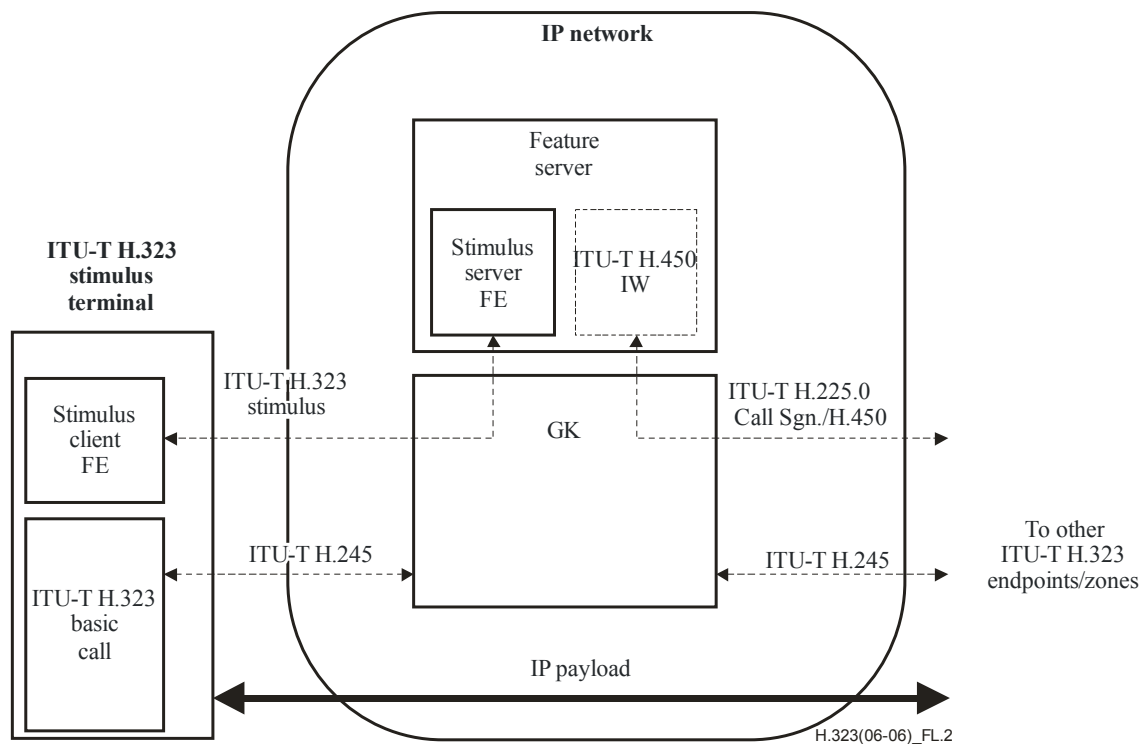 IP network
Feature
server
Stimulus
server
FE
ITU-T H.450
IW
ITU-T H.323
stimulus
terminal
ITU-T H.323
stimulus
ITU-T H.225.0
Call Sgn./H.450
Stimulus
client
FE
GK
ITU-T H.245
ITU-T H.245
To other
ITU-T H.323
endpoints/zones
ITU-T H.323
basic
call
IP payload
H.323(06-06)_FL.2